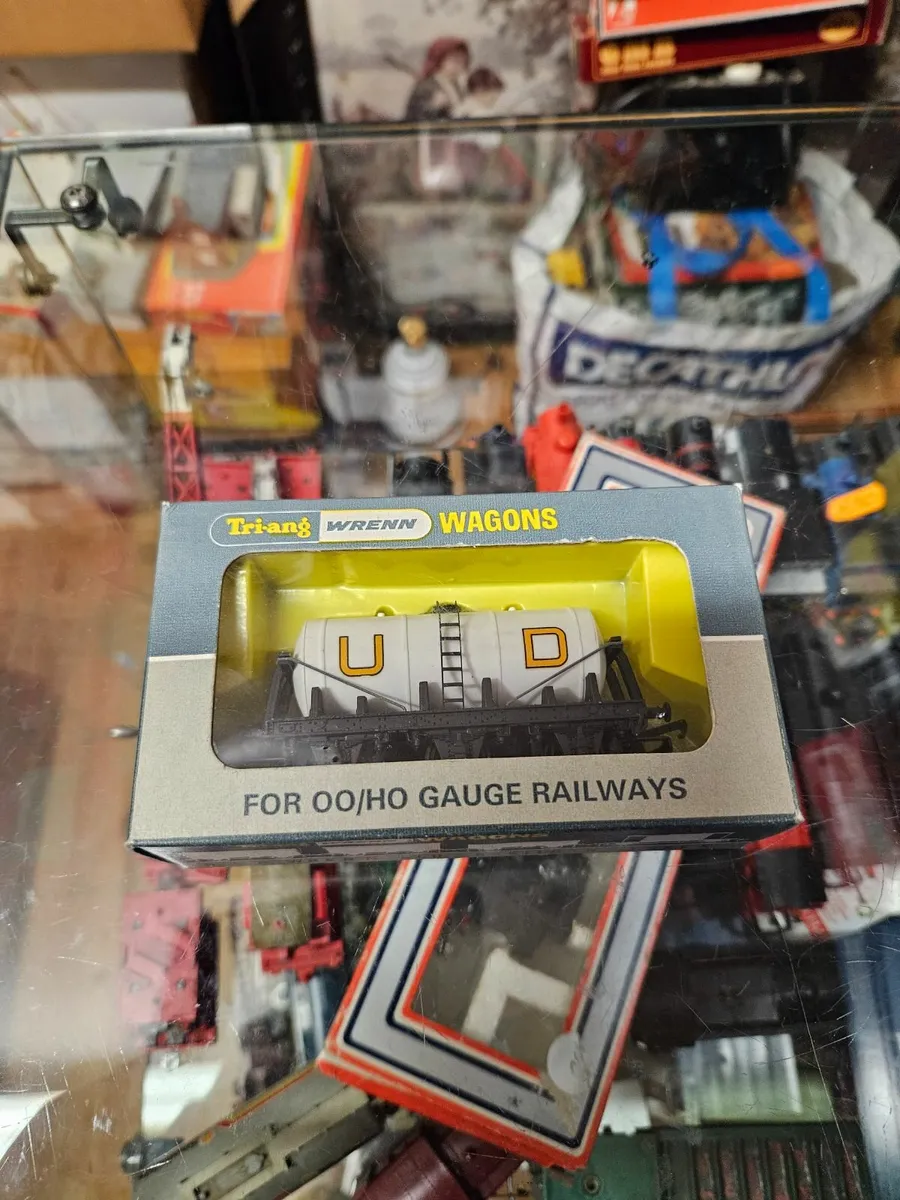 DECATHL
Tri-ang WRENN WAGONS
U D
FOR OO/HO GAUGE RAILWAYS